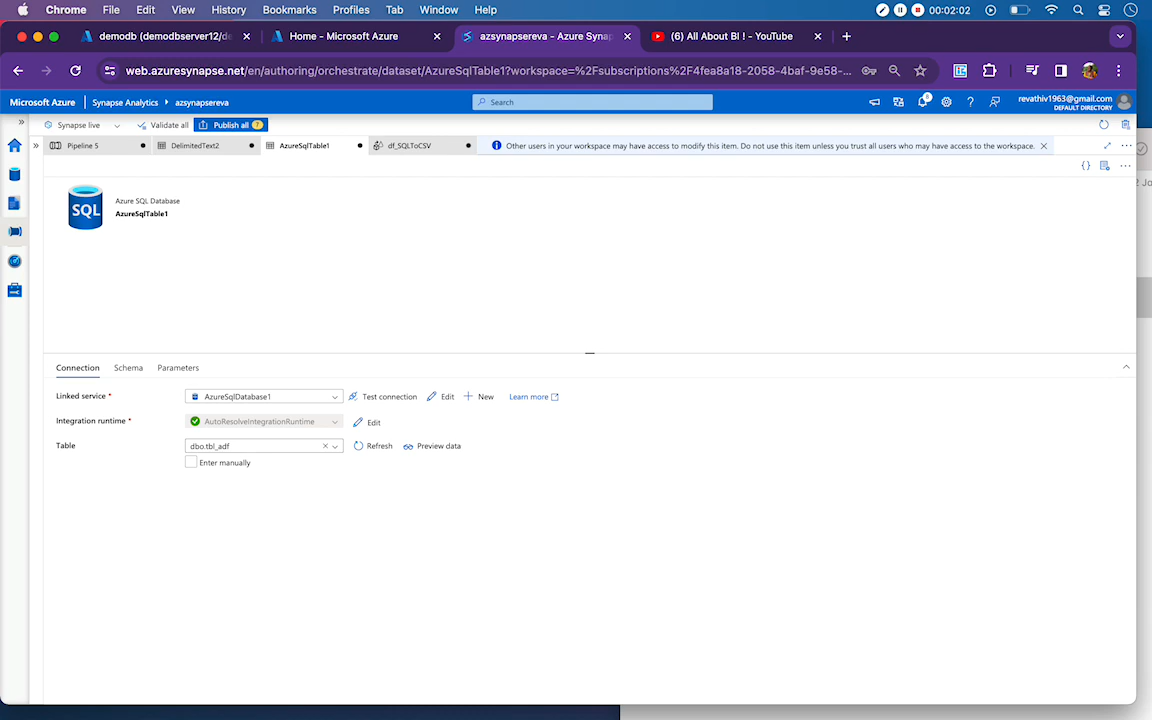 Chrome File Edit View History Bookmarks Profiles Tab Window Help 00:02:02
demodb (demodbserver12/de Home - Microsoft Azure azsynapsereva - Azure Synap (6) All About BI ! - YouTube
web.azuresynapse.net/en/authoring/orchestrate/dataset/AzureSqlTable1?workspace=%2Fsubscriptions%2F4fea8a18-2058-4baf-9e58-...
Microsoft Azure Synapse Analytics azsynapsereva Search 8 revathiv1963@gmail.com
DEFAULT DIRECTORY
Synapse live Validate all Publish all 7
Pipeline 5 DelimitedText2 AzureSqlTable1 df_SQLToCSV Other users in your workspace may have access to modify this item. Do not use this item unless you trust all users who may have access to the workspace.
SQL
Azure SQL Database
AzureSqlTable1
Connection Schema Parameters
Linked service * AzureSqlDatabase1 Test connection Edit New Learn more
Integration runtime * AutoResolveIntegrationRuntime Edit
Table dbo.tbl_adf Refresh Preview data
Enter manually